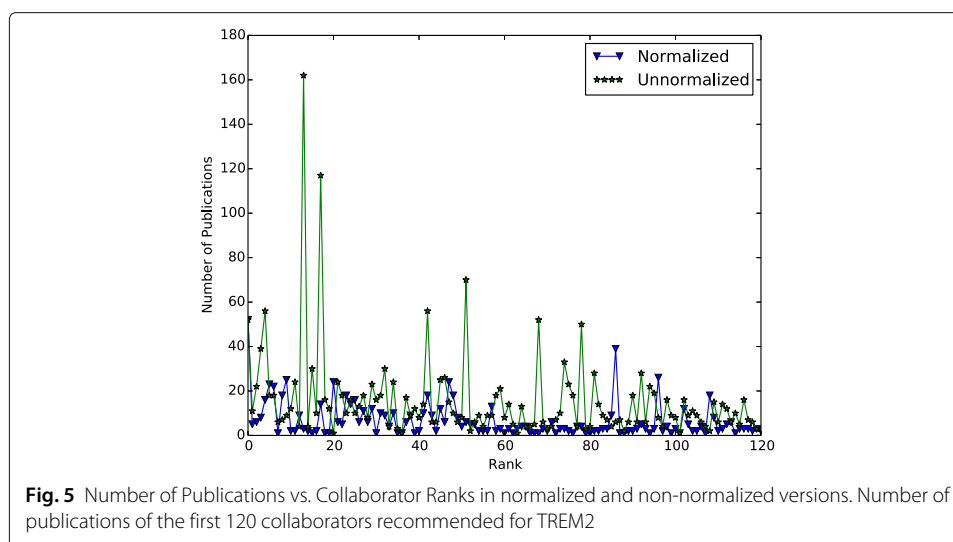 180
160
140
120
100
80
60
40
20
0
Number of Publications
Normalized
Unnormalized
0 20 40 60 80 100 120
Rank
Fig. 5 Number of Publications vs. Collaborator Ranks in normalized and non-normalized versions. Number of
publications of the first 120 collaborators recommended for TREM2